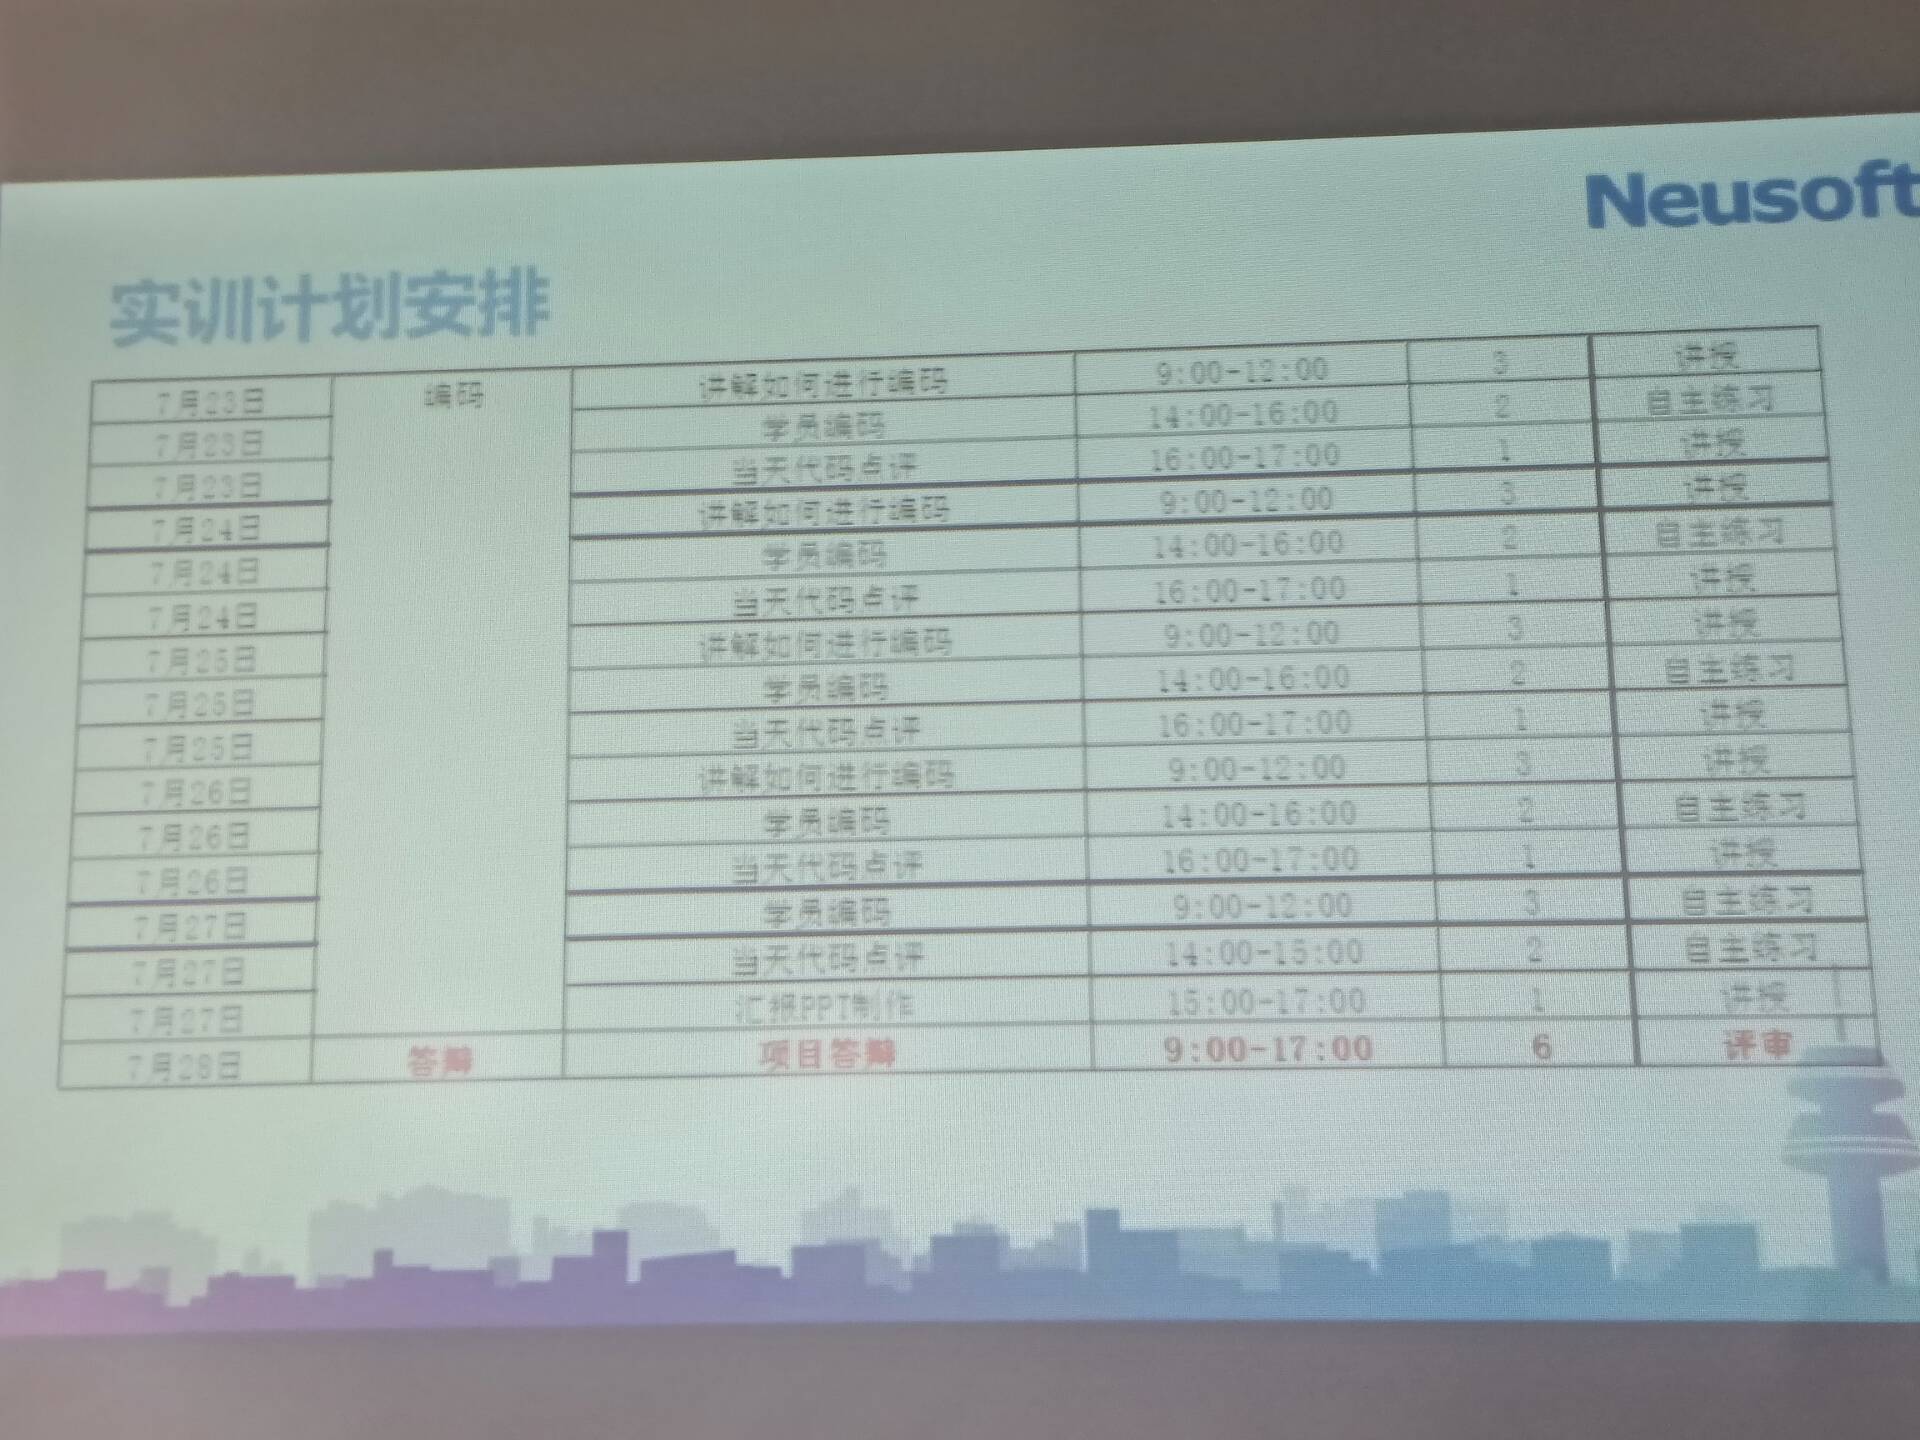 Neusoft
实训计划安排
7月23日 编码 讲解如何进行编码 9:00-12:00 3 讲授
7月23日 学员编码 14:00-16:00 2 自主练习
7月23日 当天代码点评 16:00-17:00 1 讲授
7月24日 讲解如何进行编码 9:00-12:00 3 讲授
7月24日 学员编码 14:00-16:00 2 自主练习
7月24日 当天代码点评 16:00-17:00 1 讲授
7月25日 讲解如何进行编码 9:00-12:00 3 讲授
7月25日 学员编码 14:00-16:00 2 自主练习
7月25日 当天代码点评 16:00-17:00 1 讲授
7月26日 讲解如何进行编码 9:00-12:00 3 讲授
7月26日 学员编码 14:00-16:00 2 自主练习
7月26日 当天代码点评 16:00-17:00 1 讲授
7月27日 学员编码 9:00-12:00 3 自主练习
7月27日 当天代码点评 14:00-15:00 2 自主练习
7月27日 汇报PPT制作 15:00-17:00 1 讲授
7月28日 答辩 项目答辩 9:00-17:00 6 评审